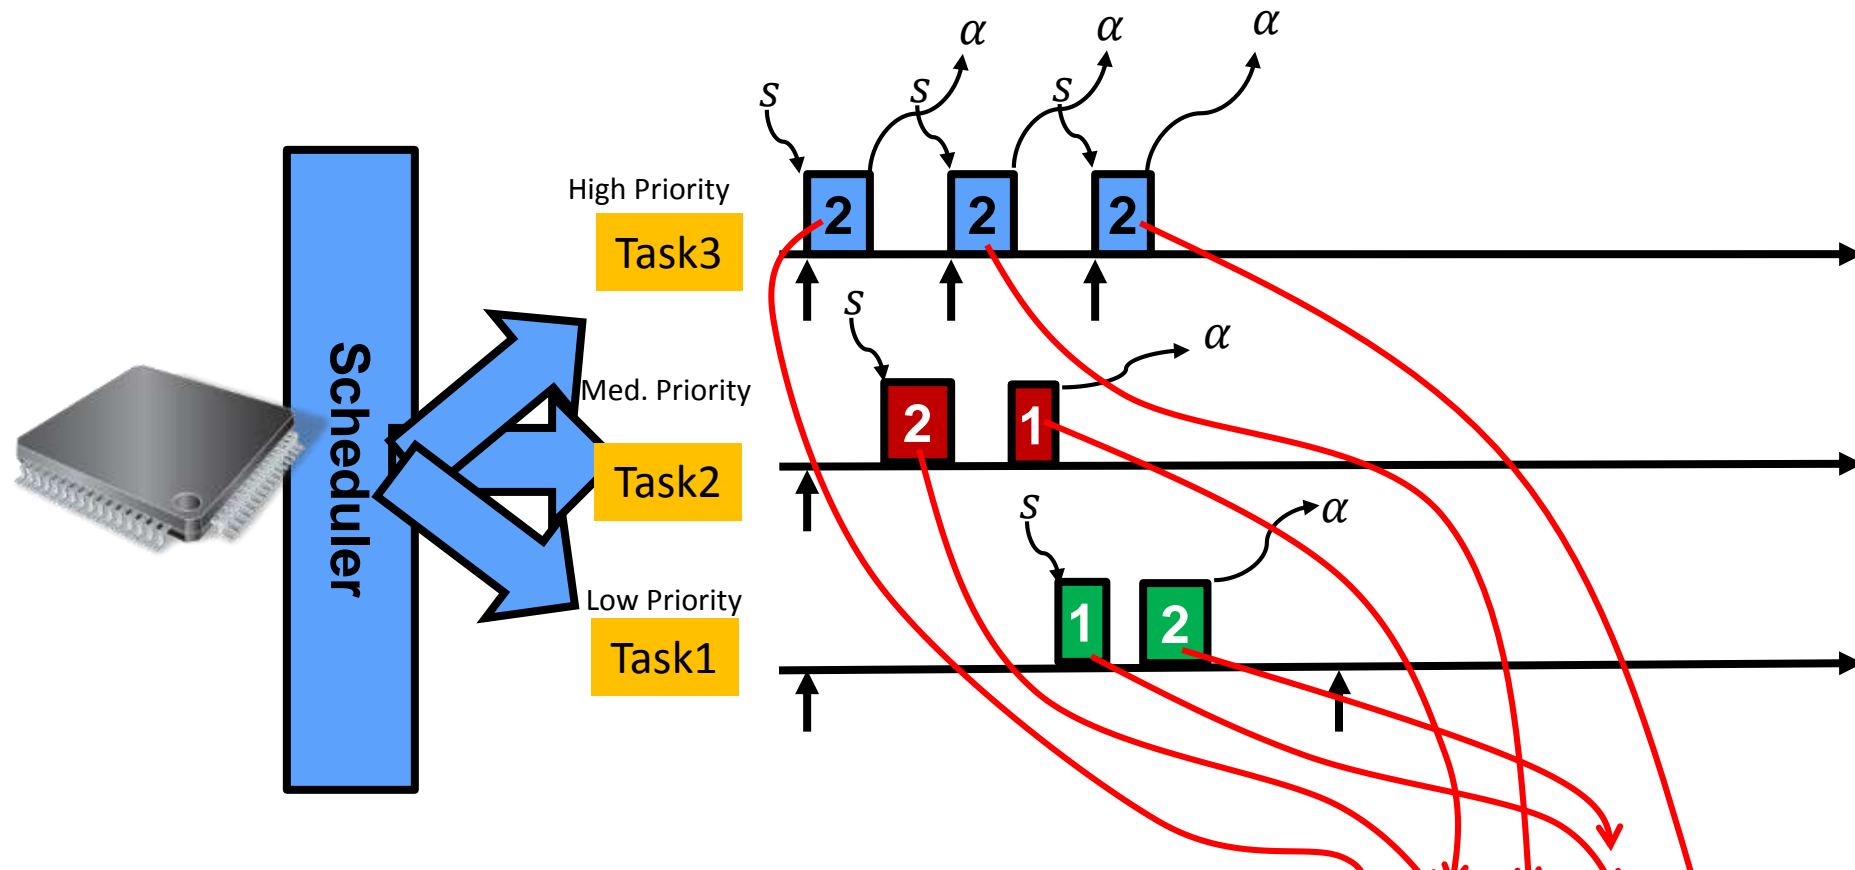 α α α
s s s
High Priority
2 2 2
Task3
s
α
Scheduler
Med. Priority
2 1
Task2
s α
Low Priority
1 2
Task1